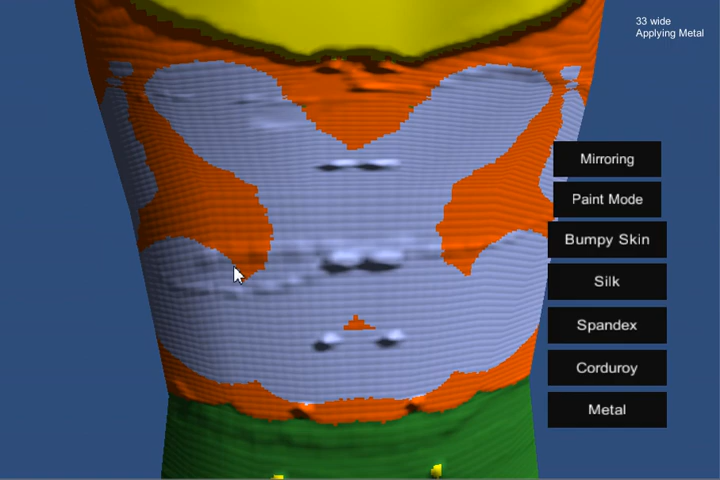 33 wide
Applying Metal
Mirroring
Paint Mode
Bumpy Skin
Silk
Spandex
Corduroy
Metal